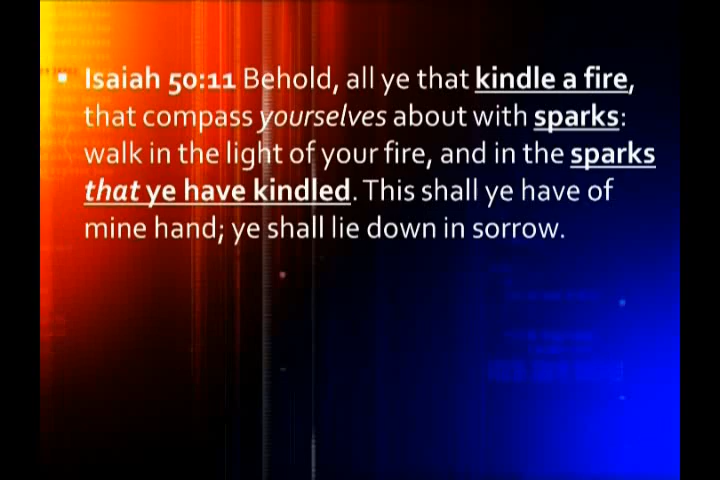 ▪ Isaiah 50:11 Behold, all ye that kindle a fire,
that compass yourselves about with sparks:
walk in the light of your fire, and in the sparks
that ye have kindled. This shall ye have of
mine hand; ye shall lie down in sorrow.